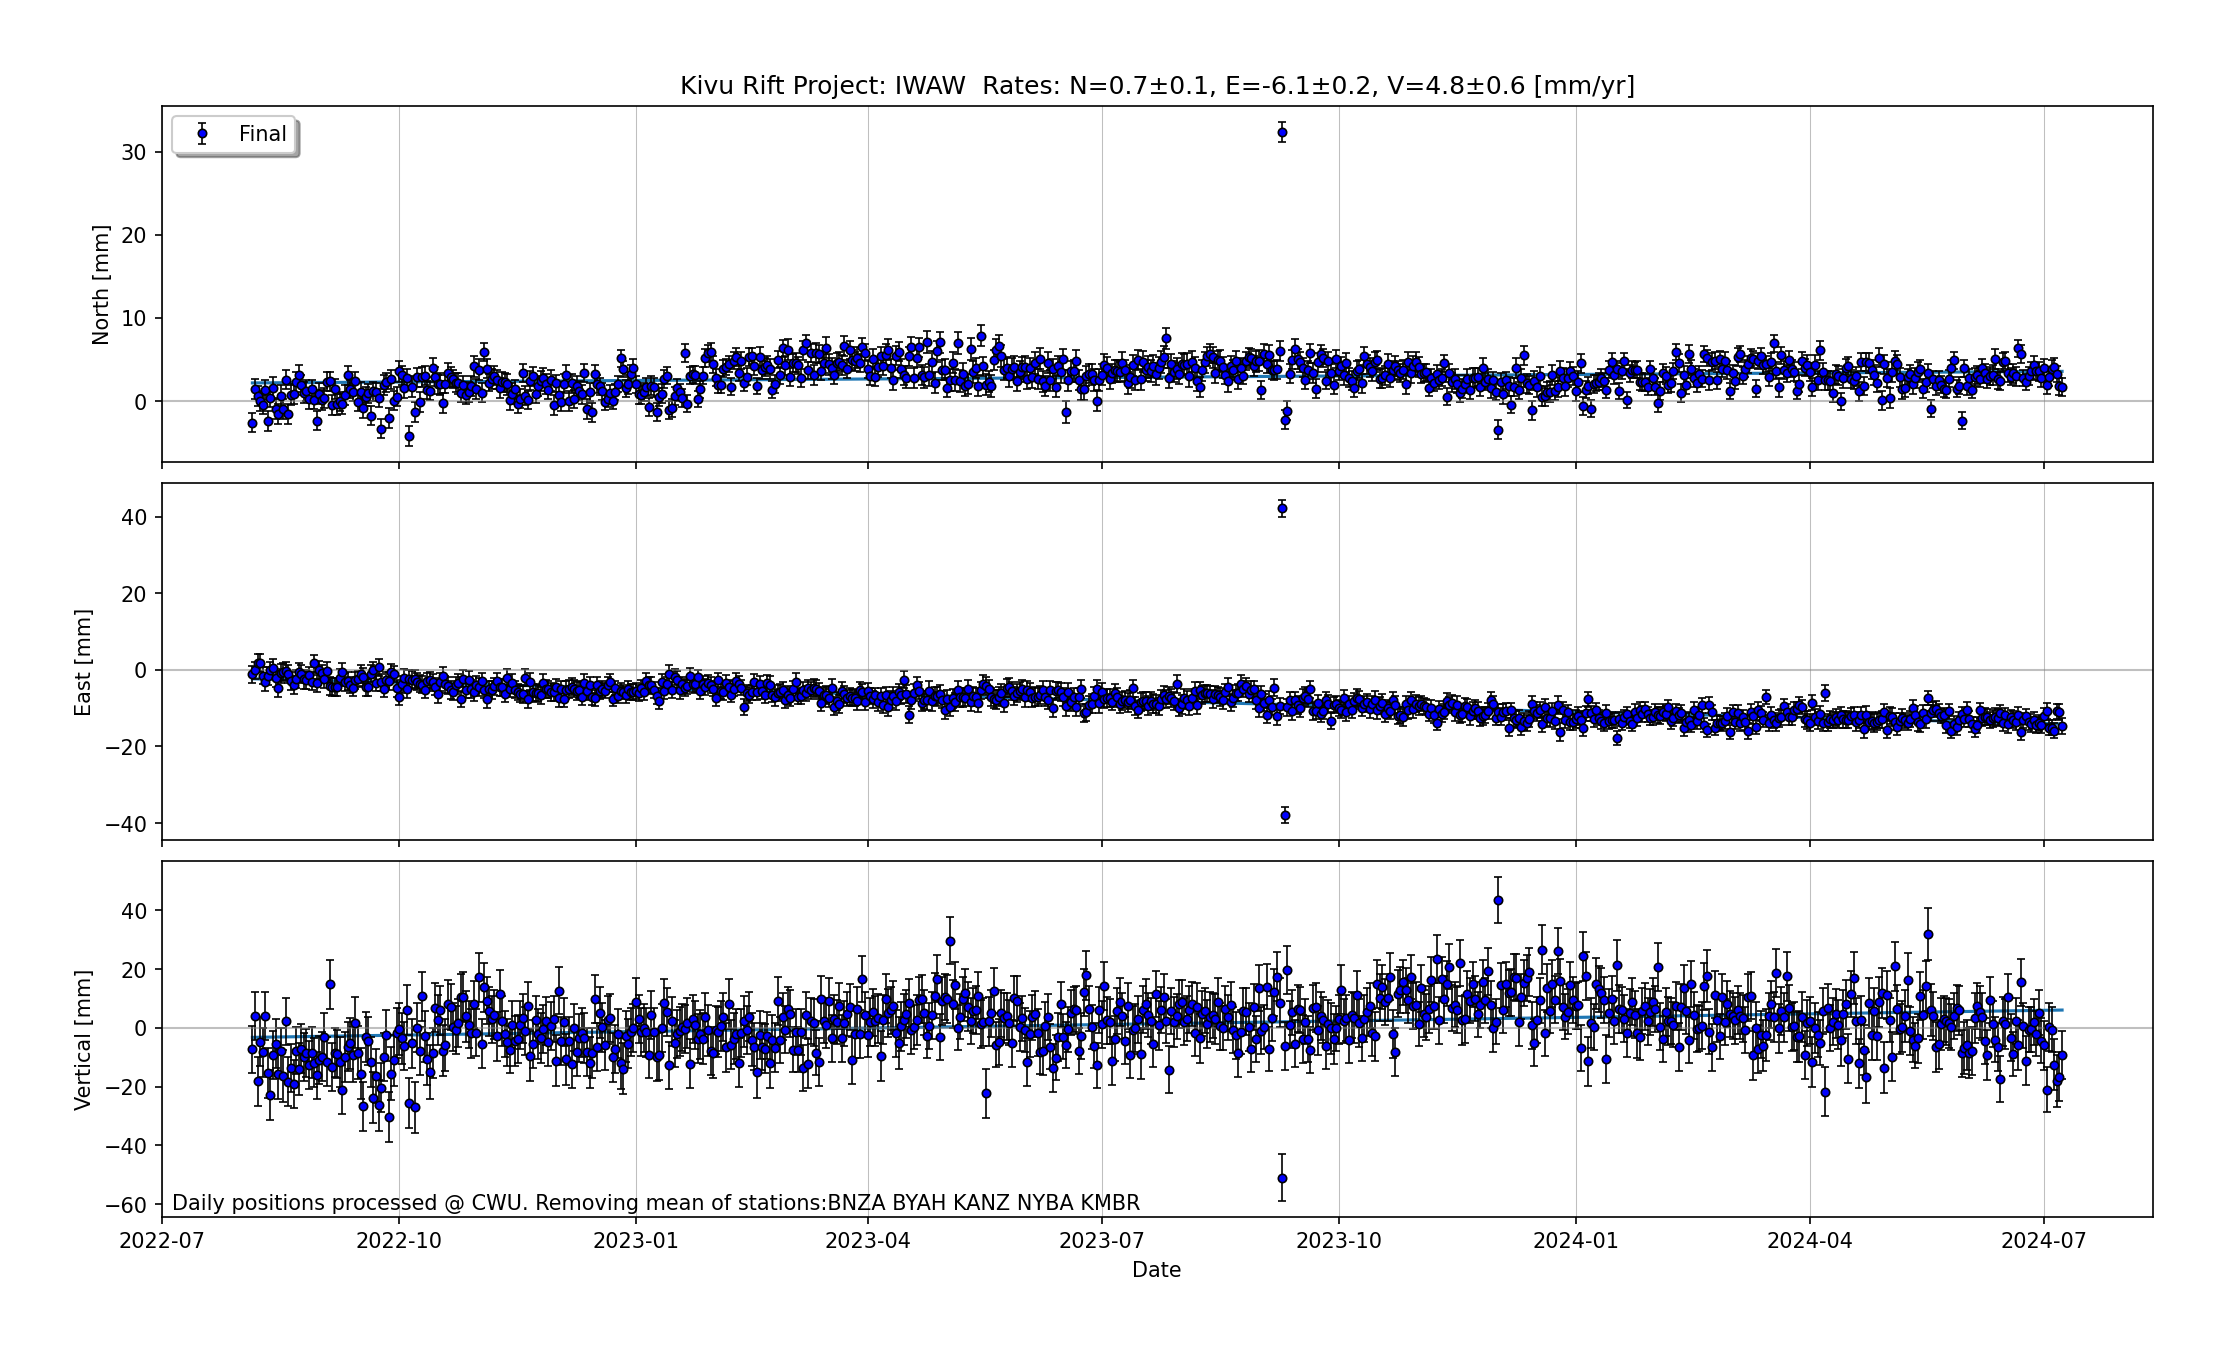 Kivu Rift Project: IWAW  Rates: N=0.7±0.1, E=-6.1±0.2, V=4.8±0.6 [mm/yr]
Final
North [mm]
30
20
10
0
East [mm]
40
20
0
−20
−40
Vertical [mm]
40
20
0
−20
−40
−60
Daily positions processed @ CWU. Removing mean of stations:BNZA BYAH KANZ NYBA KMBR
2022-07 2022-10 2023-01 2023-04 2023-07 2023-10 2024-01 2024-04 2024-07
Date